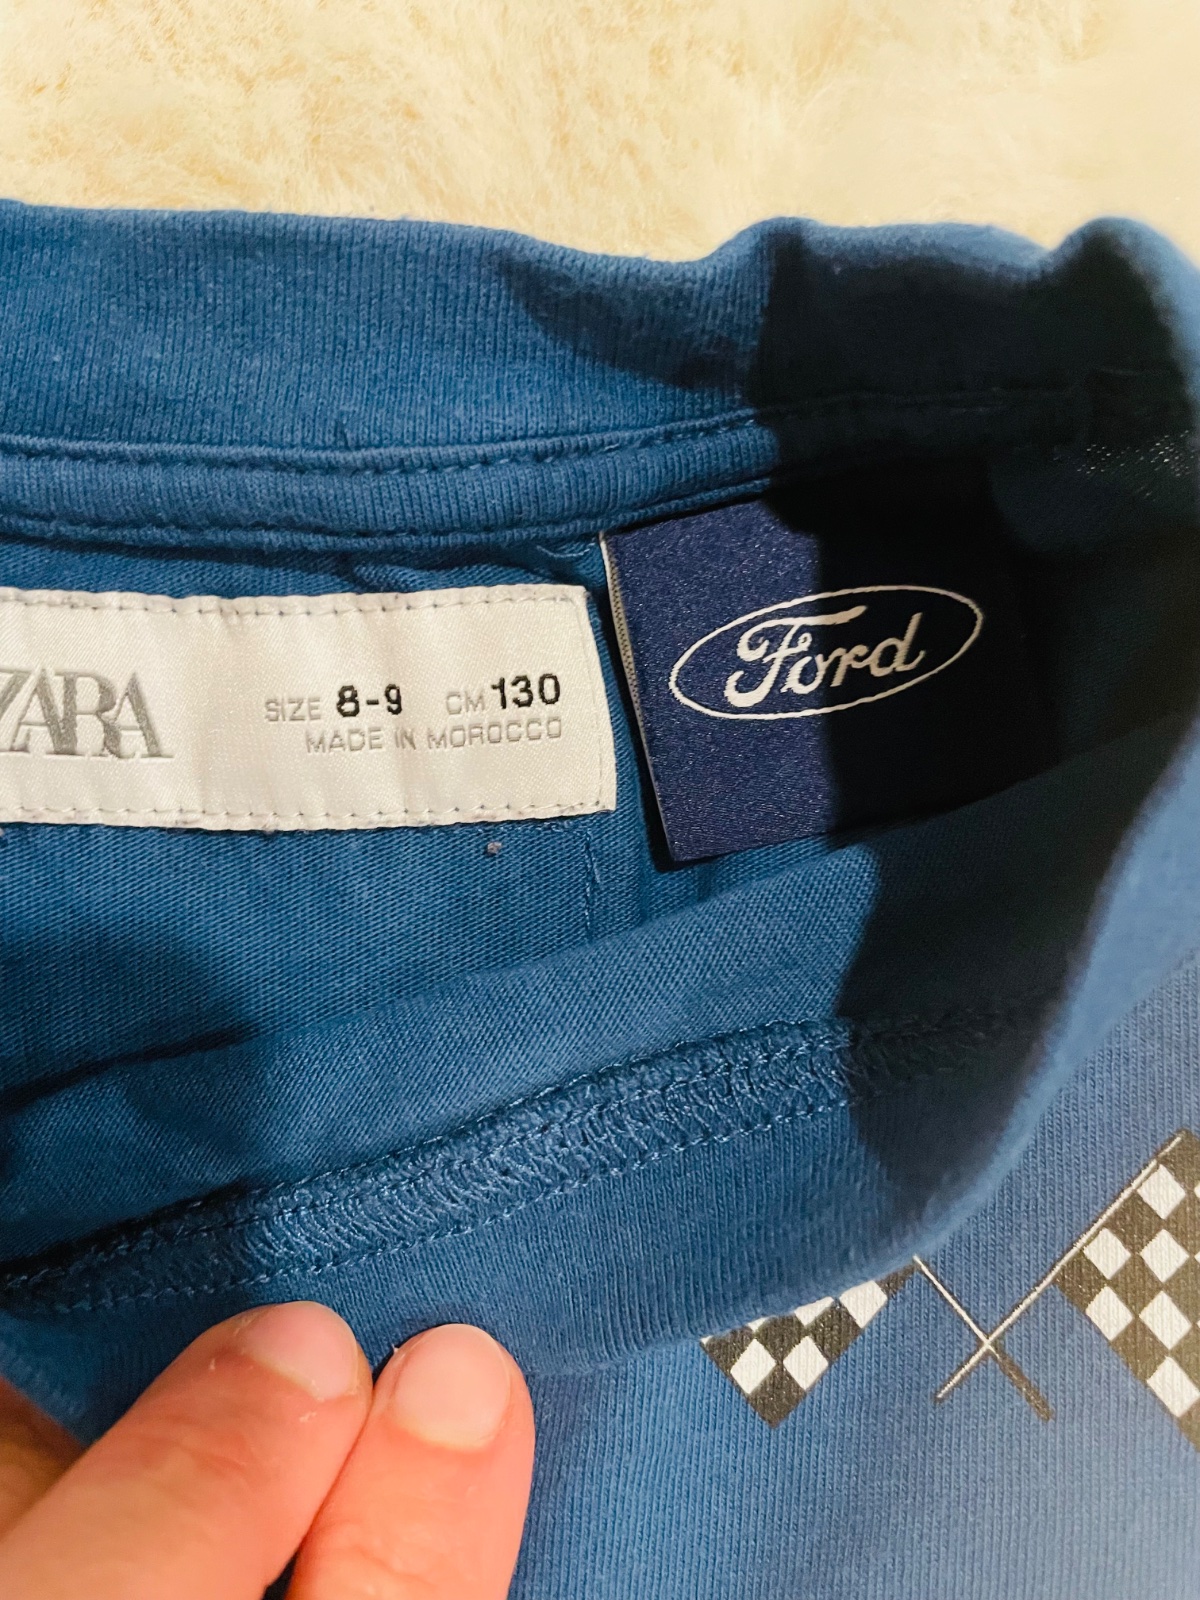 ZARA
SIZE 8-9 CM 130
MADE IN MOROCCO
Ford